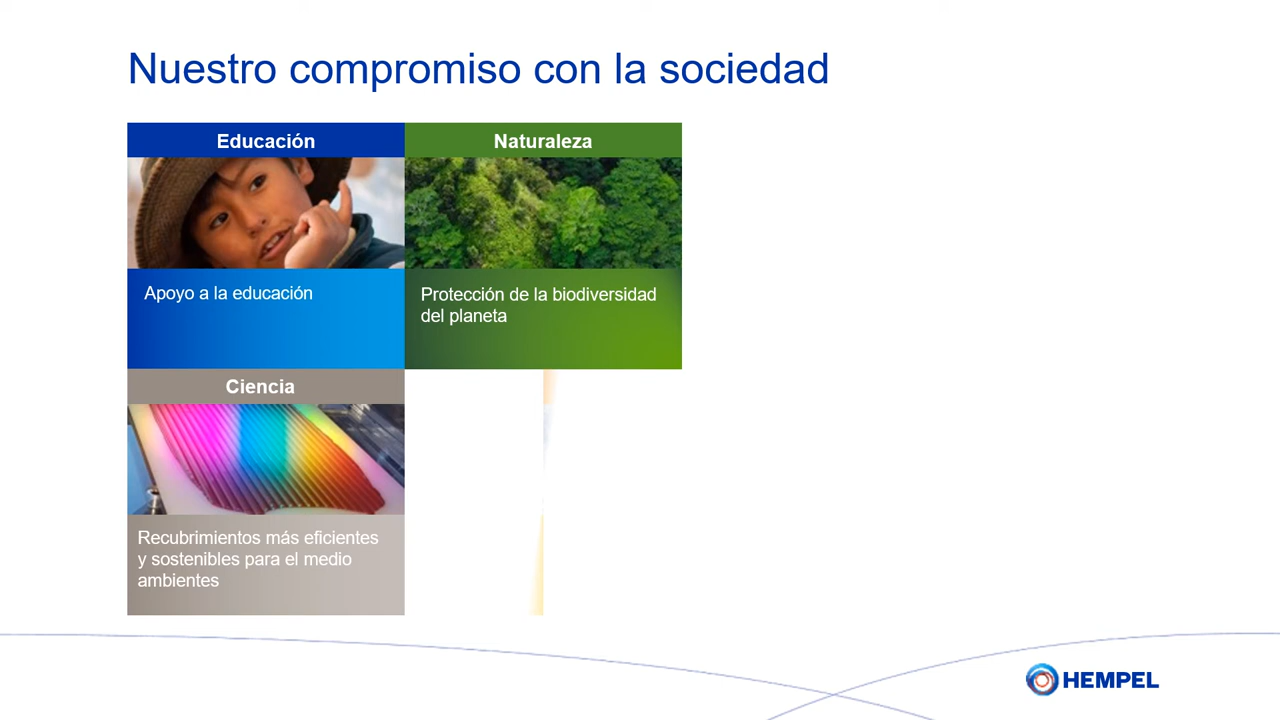 Nuestro compromiso con la sociedad
Educación
Naturaleza
Apoyo a la educación
Protección de la biodiversidad
del planeta
Ciencia
Recubrimientos más eficientes
y sostenibles para el medio
ambientes
HEMPEL